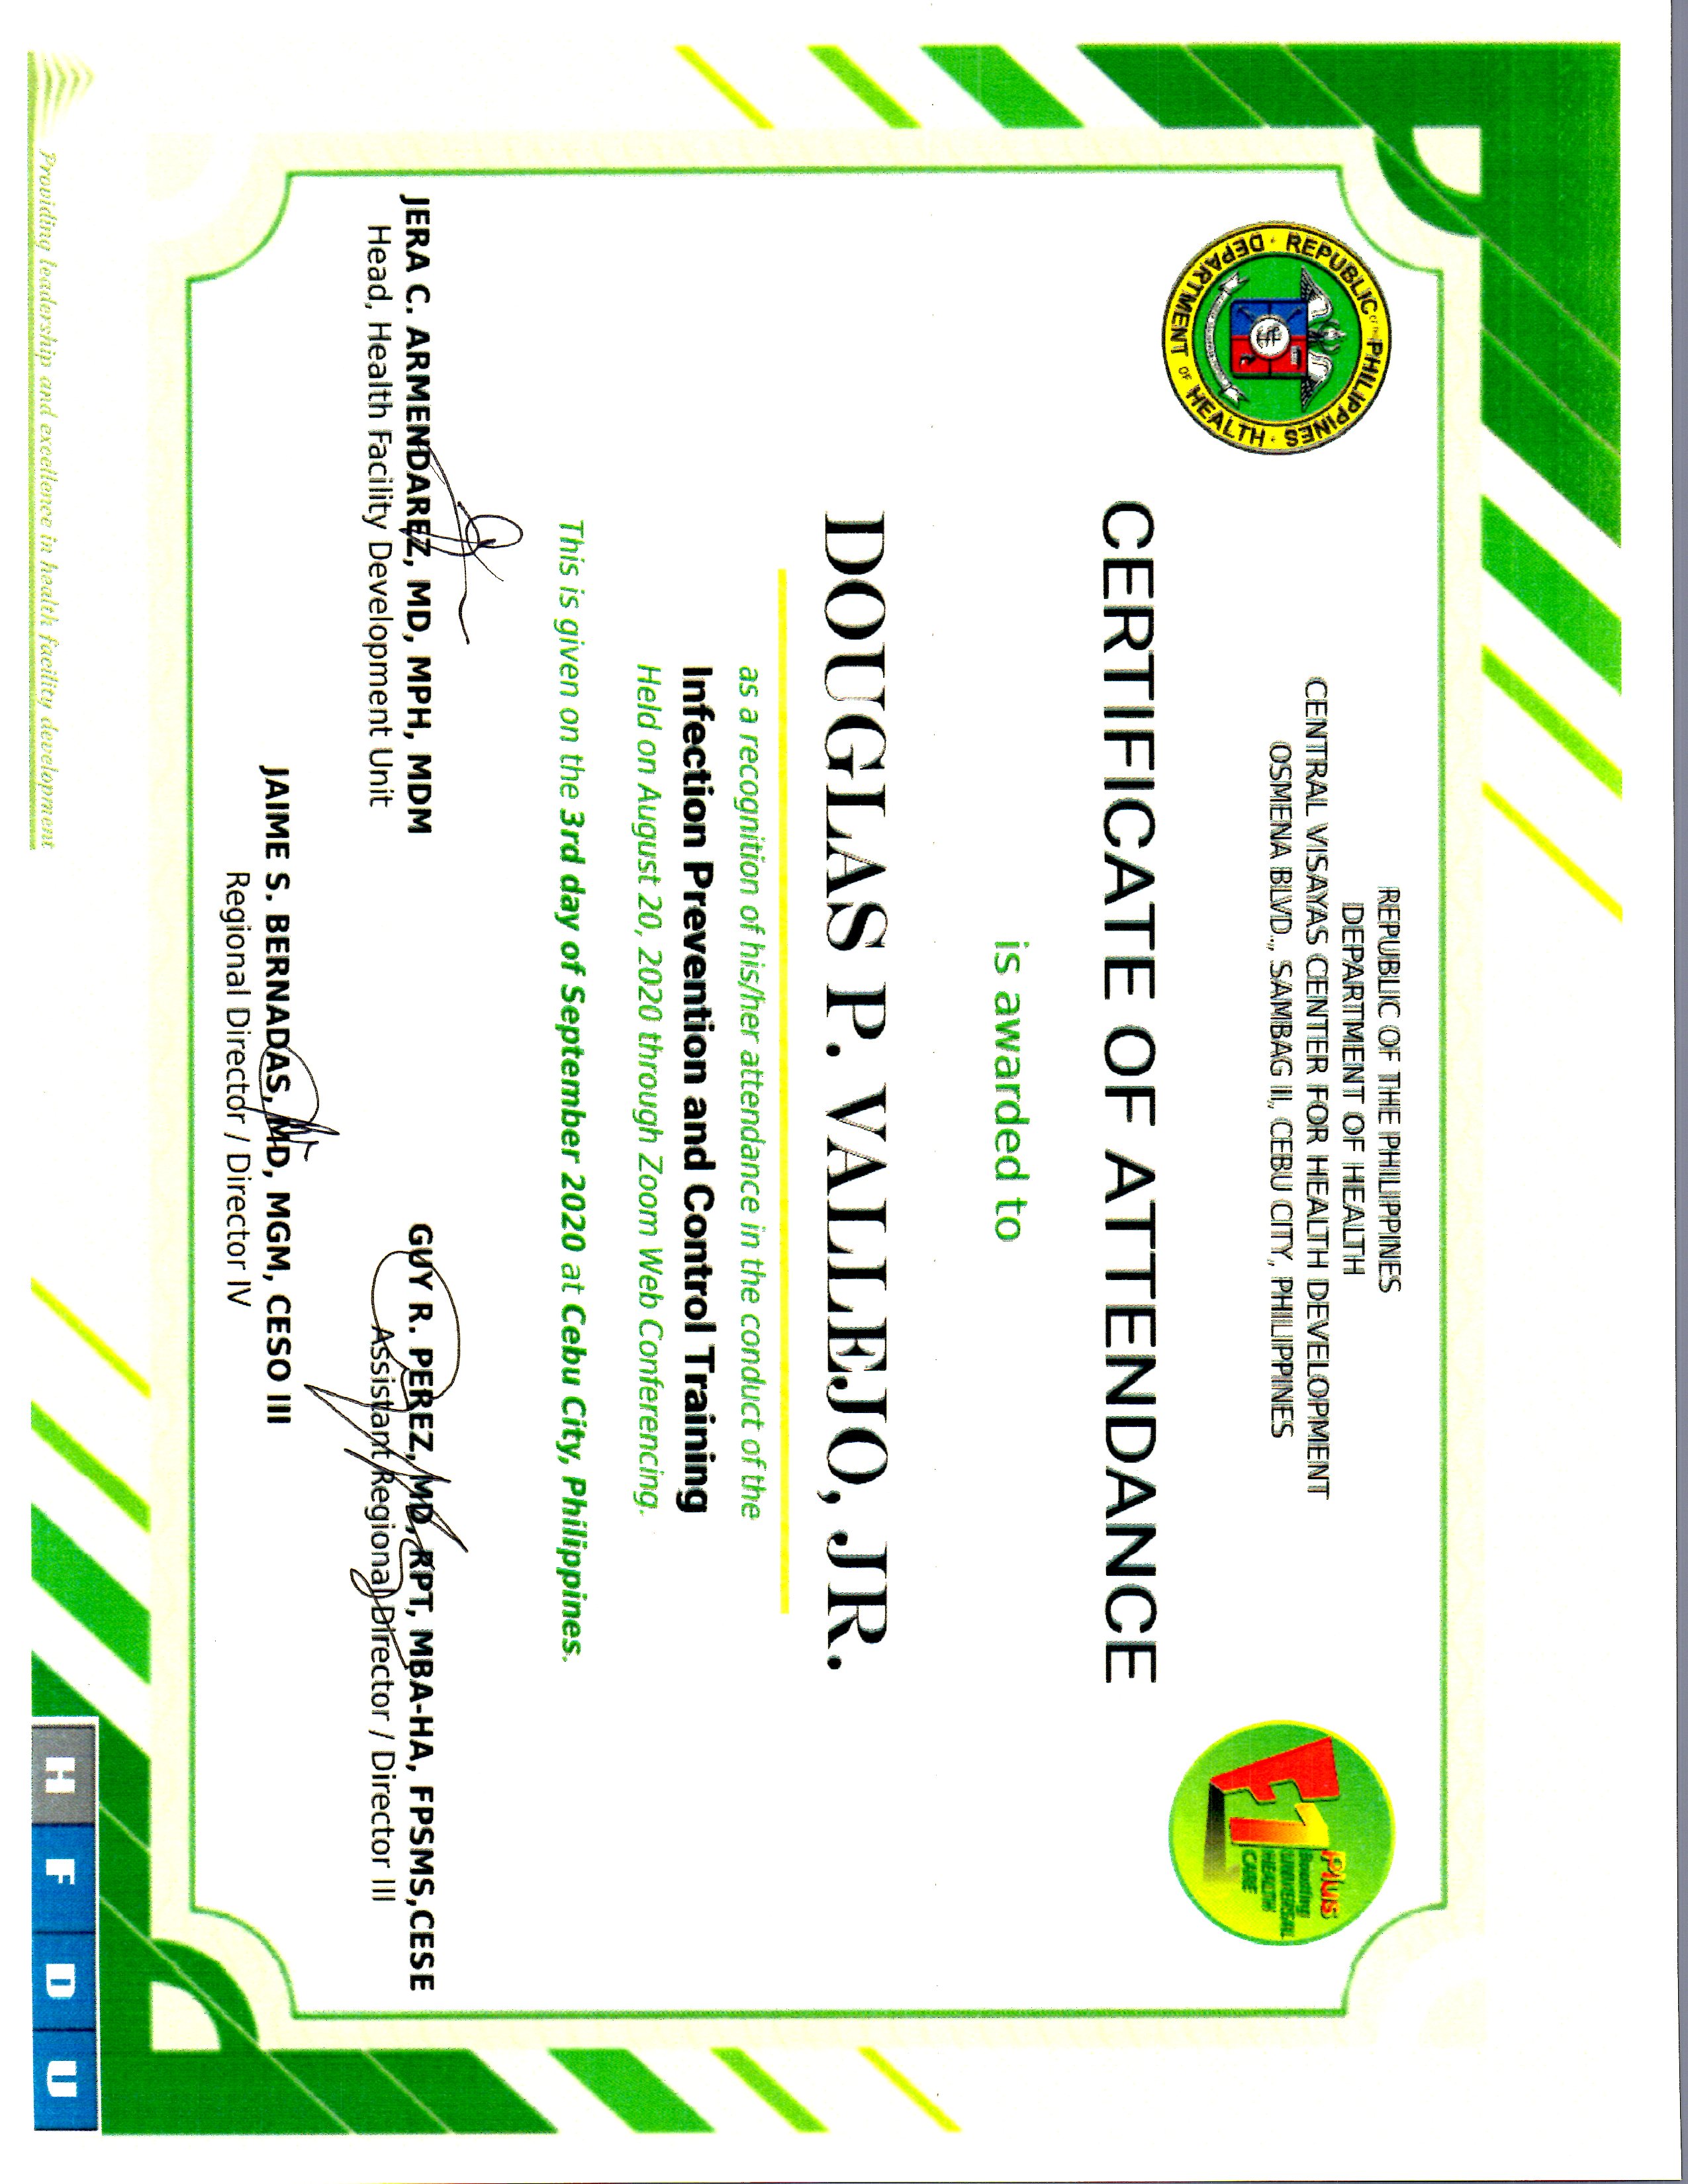 REPUBLIC OF THE PHILIPPINES
DEPARTMENT OF HEALTH
CENTRAL VISAYAS CENTER FOR HEALTH DEVELOPMENT
OSMENA BLVD., SAMBAG II, CEBU CITY, PHILIPPINES
REPUBLIC OF THE PHILIPPINES
DEPARTMENT OF HEALTH
F1 Plus
Boosting
UNIVERSAL
HEALTH
CARE
CERTIFICATE OF ATTENDANCE
is awarded to
DOUGLAS P. VALLEJO, JR.
as a recognition of his/her attendance in the conduct of the
Infection Prevention and Control Training
Held on August 20, 2020 through Zoom Web Conferencing.
This is given on the 3rd day of September 2020 at Cebu City, Philippines.
JERA C. ARMENDAREZ, MD, MPH, MDM
Head, Health Facility Development Unit
GUY R. PEREZ, MD, RPT, MBA-HA, FPSMS,CESE
Assistant Regional Director / Director III
JAIME S. BERNADAS, MD, MGM, CESO III
Regional Director / Director IV
Providing leadership and excellence in health facility development
H F D U